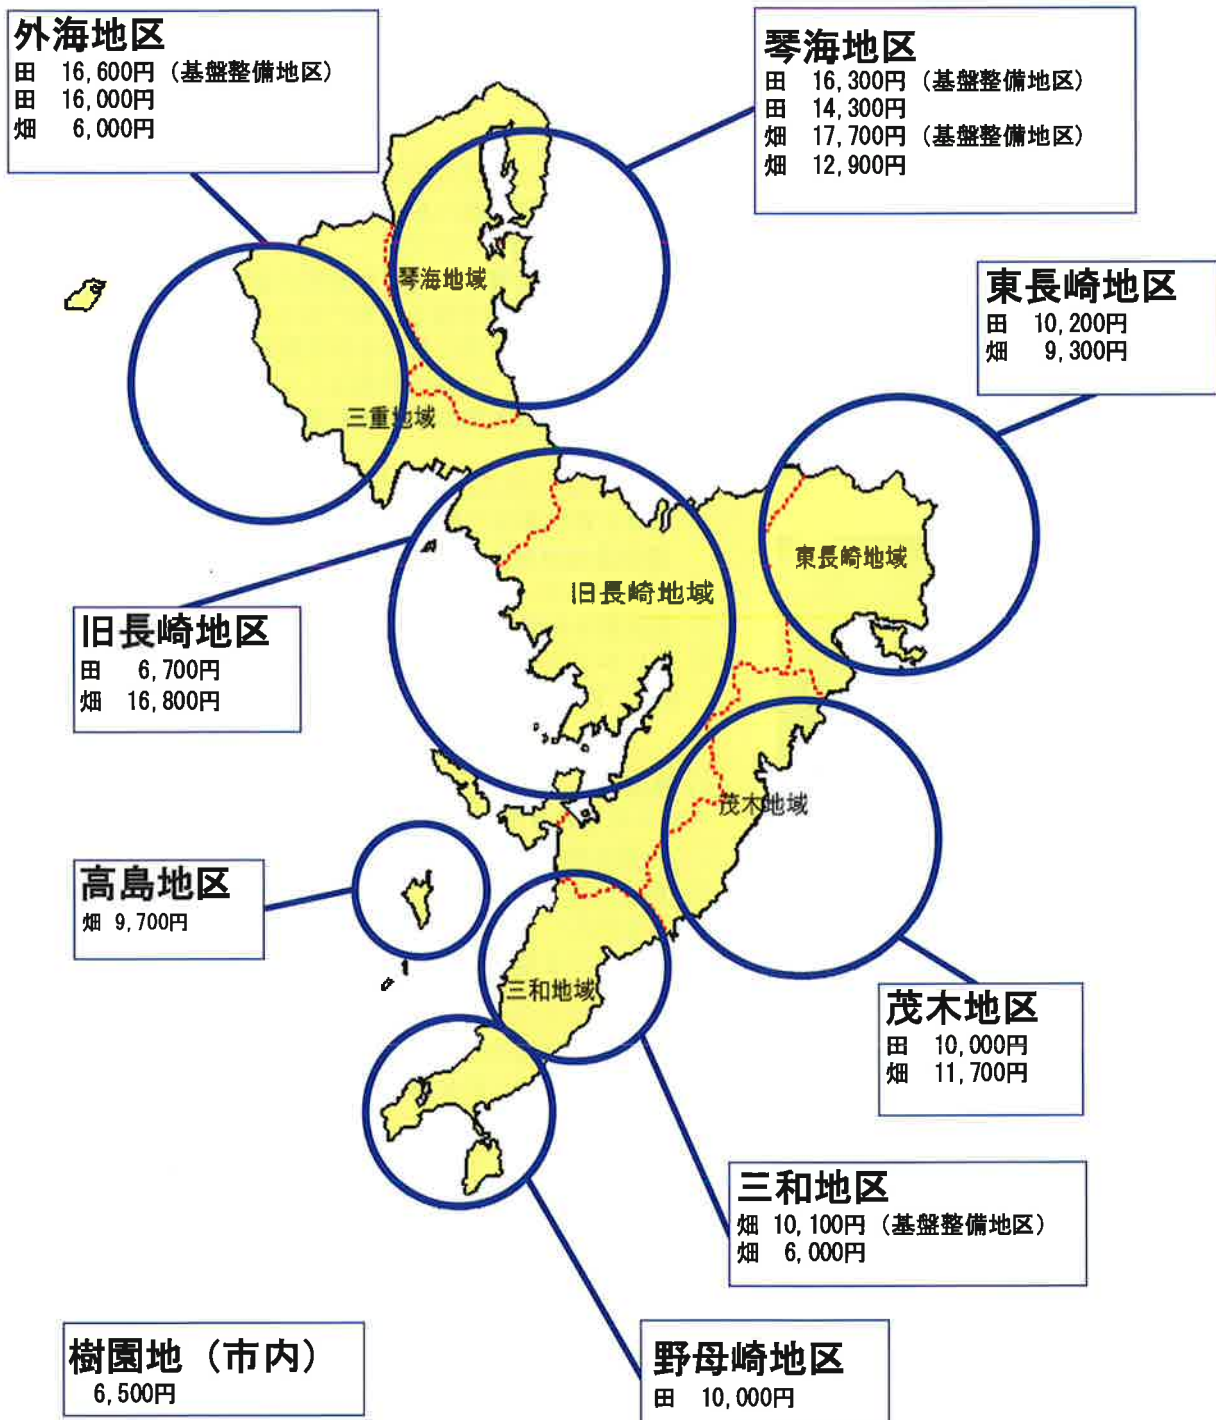 外海地区
田 16,600円 (基盤整備地区)
田 16,000円
畑 6,000円
琴海地区
田 16,300円 (基盤整備地区)
田 14,300円
畑 17,700円 (基盤整備地区)
畑 12,900円
東長崎地区
田 10,200円
畑 9,300円
琴海地域
三重地域
東長崎地域
旧長崎地域
旧長崎地区
田 6,700円
畑 16,800円
茂木地域
高島地区
畑 9,700円
三和地域
茂木地区
田 10,000円
畑 11,700円
三和地区
畑 10,100円 (基盤整備地区)
畑 6,000円
樹園地 (市内)
6,500円
野母崎地区
田 10,000円